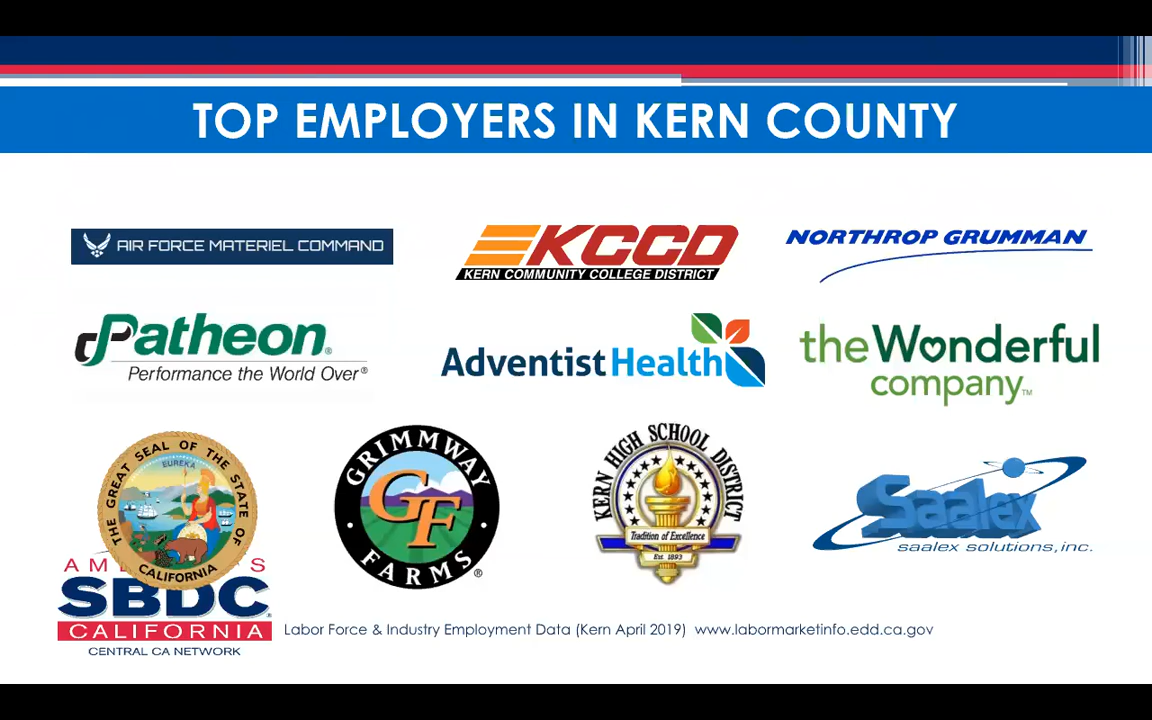 TOP EMPLOYERS IN KERN COUNTY
AIR FORCE MATERIEL COMMAND
KCCD
KERN COMMUNITY COLLEGE DISTRICT
NORTHROP GRUMMAN
Patheon®
Performance the World Over®
Adventist Health
the Wonderful
company™
THE GREAT SEAL OF THE STATE OF CALIFORNIA
EUREKA
GRIMMWAY
GF
FARMS®
KERN HIGH SCHOOL DISTRICT
Tradition of Excellence
Est. 1893
Saalex
saalex solutions, inc.
SBDC®
CALIFORNIA
CENTRAL CA NETWORK
Labor Force & Industry Employment Data (Kern April 2019) www.labormarketinfo.edd.ca.gov